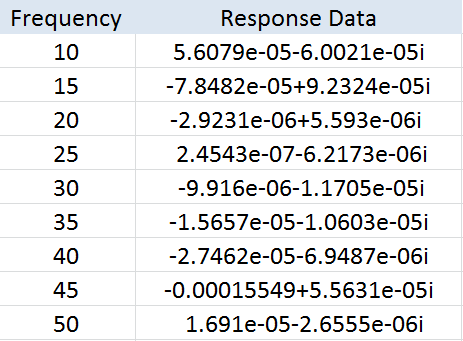 Frequency Response Data
10 5.6079e-05-6.0021e-05i
15 -7.8482e-05+9.2324e-05i
20 -2.9231e-06+5.593e-06i
25 2.4543e-07-6.2173e-06i
30 -9.916e-06-1.1705e-05i
35 -1.5657e-05-1.0603e-05i
40 -2.7462e-05-6.9487e-06i
45 -0.00015549+5.5631e-05i
50 1.691e-05-2.6555e-06i